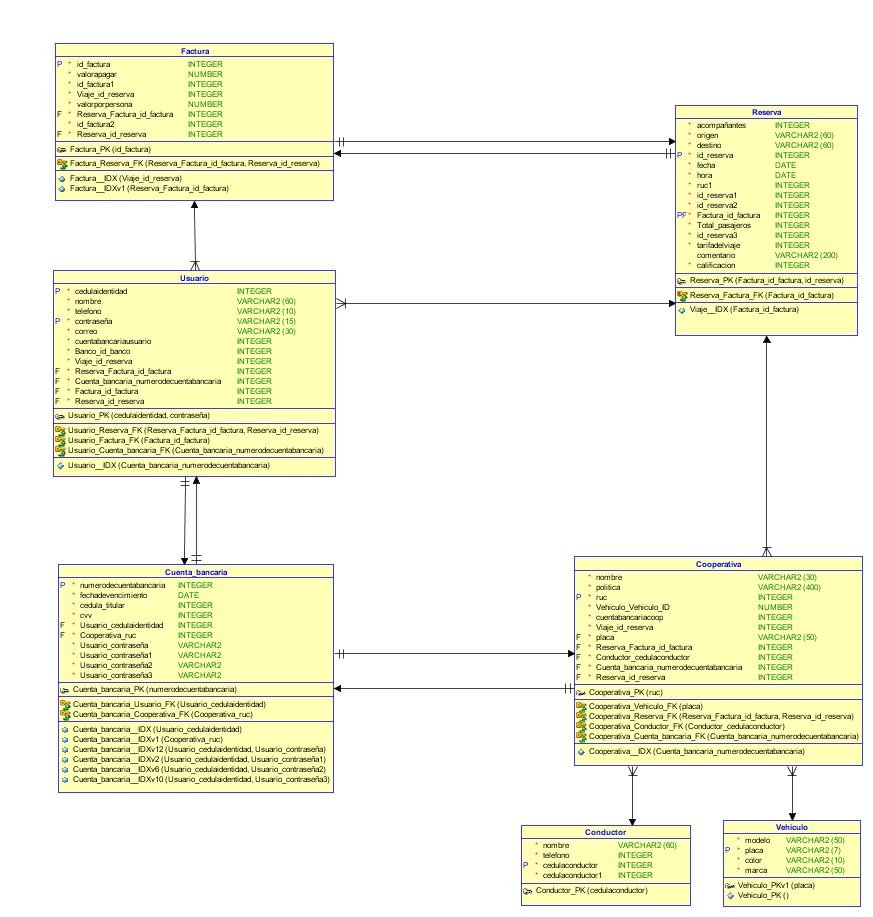 Factura
P * id_factura INTEGER
* valorapagar NUMBER
* id_factura1 INTEGER
* Viaje_id_reserva INTEGER
* valorporpersona NUMBER
F * Reserva_Factura_id_factura INTEGER
* id_factura2 INTEGER
F * Reserva_id_reserva INTEGER
Factura_PK (id_factura)
Factura_Reserva_FK (Reserva_Factura_id_factura, Reserva_id_reserva)
Factura__IDX (Viaje_id_reserva)
Factura__IDXv1 (Reserva_Factura_id_factura)
Reserva
* acompañantes INTEGER
* origen VARCHAR2 (60)
* destino VARCHAR2 (60)
P * id_reserva INTEGER
* fecha DATE
* hora DATE
* ruc1 INTEGER
* id_reserva1 INTEGER
* id_reserva2 INTEGER
PF * Factura_id_factura INTEGER
* Total_pasajeros INTEGER
* id_reserva3 INTEGER
* tarifadelviaje INTEGER
comentario VARCHAR2 (200)
* calificacion INTEGER
Reserva_PK (Factura_id_factura, id_reserva)
Reserva_Factura_FK (Factura_id_factura)
Viaje__IDX (Factura_id_factura)
Usuario
P * cedulaidentidad INTEGER
* nombre VARCHAR2 (60)
* telefono VARCHAR2 (10)
P * contraseña VARCHAR2 (15)
* correo VARCHAR2 (30)
* cuentabancariausuario INTEGER
* Banco_id_banco INTEGER
* Viaje_id_reserva INTEGER
F * Reserva_Factura_id_factura INTEGER
F * Cuenta_bancaria_numerodecuentabancaria INTEGER
F * Factura_id_factura INTEGER
F * Reserva_id_reserva INTEGER
Usuario_PK (cedulaidentidad, contraseña)
Usuario_Reserva_FK (Reserva_Factura_id_factura, Reserva_id_reserva)
Usuario_Factura_FK (Factura_id_factura)
Usuario_Cuenta_bancaria_FK (Cuenta_bancaria_numerodecuentabancaria)
Usuario__IDX (Cuenta_bancaria_numerodecuentabancaria)
Cuenta_bancaria
P * numerodecuentabancaria INTEGER
* fechadevencimiento DATE
* cedula_titular INTEGER
* cvv INTEGER
F * Usuario_cedulaidentidad INTEGER
F * Cooperativa_ruc INTEGER
* Usuario_contraseña VARCHAR2
* Usuario_contraseña1 VARCHAR2
* Usuario_contraseña2 VARCHAR2
* Usuario_contraseña3 VARCHAR2
Cuenta_bancaria_PK (numerodecuentabancaria)
Cuenta_bancaria_Usuario_FK (Usuario_cedulaidentidad)
Cuenta_bancaria_Cooperativa_FK (Cooperativa_ruc)
Cuenta_bancaria__IDX (Usuario_cedulaidentidad)
Cuenta_bancaria__IDXv1 (Cooperativa_ruc)
Cuenta_bancaria__IDXv12 (Usuario_cedulaidentidad, Usuario_contraseña)
Cuenta_bancaria__IDXv2 (Usuario_cedulaidentidad, Usuario_contraseña1)
Cuenta_bancaria__IDXv6 (Usuario_cedulaidentidad, Usuario_contraseña2)
Cuenta_bancaria__IDXv10 (Usuario_cedulaidentidad, Usuario_contraseña3)
Cooperativa
* nombre VARCHAR2 (30)
* politica VARCHAR2 (400)
P * ruc INTEGER
* Vehiculo_Vehiculo_ID NUMBER
* cuentabancariacoop INTEGER
* Viaje_id_reserva INTEGER
F * placa VARCHAR2 (50)
F * Reserva_Factura_id_factura INTEGER
F * Conductor_cedulaconductor INTEGER
F * Cuenta_bancaria_numerodecuentabancaria INTEGER
F * Reserva_id_reserva INTEGER
Cooperativa_PK (ruc)
Cooperativa_Vehiculo_FK (placa)
Cooperativa_Reserva_FK (Reserva_Factura_id_factura, Reserva_id_reserva)
Cooperativa_Conductor_FK (Conductor_cedulaconductor)
Cooperativa_Cuenta_bancaria_FK (Cuenta_bancaria_numerodecuentabancaria)
Cooperativa__IDX (Cuenta_bancaria_numerodecuentabancaria)
Conductor
* nombre VARCHAR2 (60)
* telefono INTEGER
P * cedulaconductor INTEGER
* cedulaconductor1 INTEGER
Conductor_PK (cedulaconductor)
Vehiculo
* modelo VARCHAR2 (50)
P * placa VARCHAR2 (7)
* color VARCHAR2 (10)
* marca VARCHAR2 (50)
Vehiculo_PKv1 (placa)
Vehiculo_PK ()